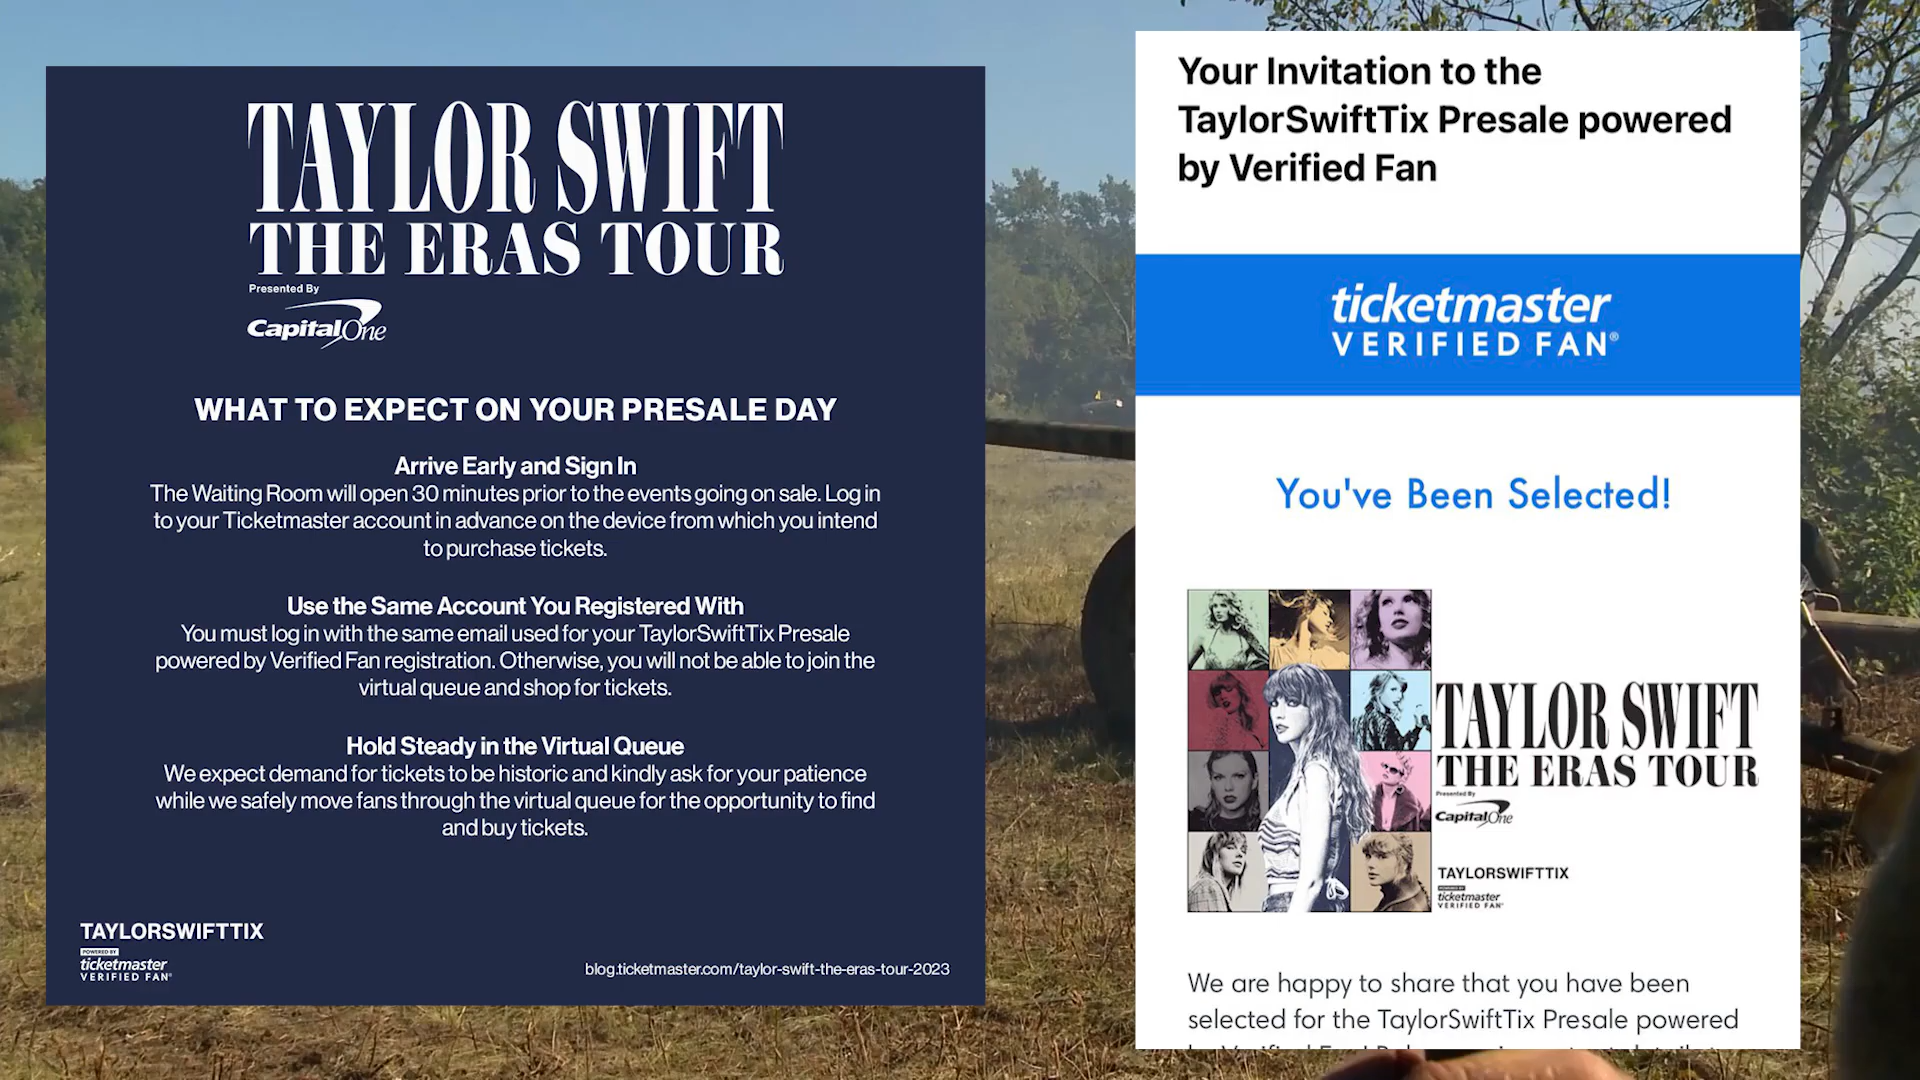 TAYLOR SWIFT
THE ERAS TOUR
Presented By
CapitalOne
WHAT TO EXPECT ON YOUR PRESALE DAY
Arrive Early and Sign In
The Waiting Room will open 30 minutes prior to the events going on sale. Log in
to your Ticketmaster account in advance on the device from which you intend
to purchase tickets.
Use the Same Account You Registered With
You must log in with the same email used for your TaylorSwiftTix Presale
powered by Verified Fan registration. Otherwise, you will not be able to join the
virtual queue and shop for tickets.
Hold Steady in the Virtual Queue
We expect demand for tickets to be historic and kindly ask for your patience
while we safely move fans through the virtual queue for the opportunity to find
and buy tickets.
TAYLORSWIFTTIX
POWERED BY
ticketmaster
VERIFIED FAN®
blog.ticketmaster.com/taylor-swift-the-eras-tour-2023
Your Invitation to the
TaylorSwiftTix Presale powered
by Verified Fan
ticketmaster
VERIFIED FAN®
You've Been Selected!
TAYLOR SWIFT
THE ERAS TOUR
Presented By
CapitalOne
TAYLORSWIFTTIX
POWERED BY
ticketmaster
VERIFIED FAN®
We are happy to share that you have been
selected for the TaylorSwiftTix Presale powered